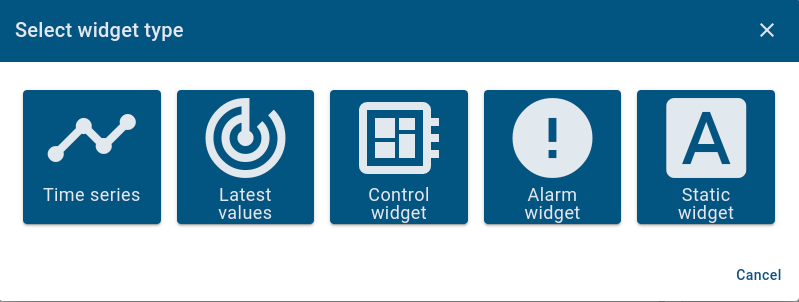 Select widget type
Time series
Latest
values
Control
widget
Alarm
widget
Static
widget
Cancel